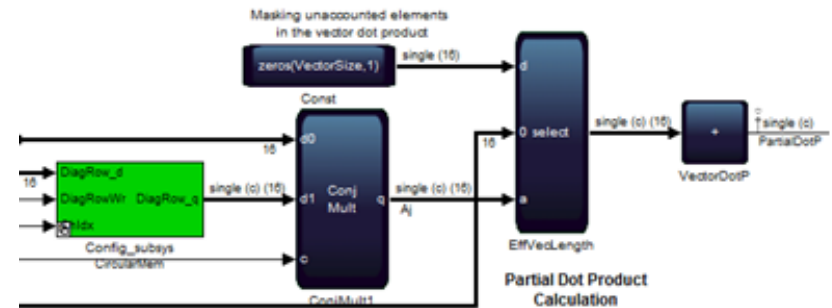 Masking unaccounted elements
in the vector dot product
zeros(VectorSize,1)
single (16)
Const
d
0 select
a
EffVecLength
16
single (c) (16)
+
VectorDotP
single (c)
PartialDotP
16
d0
d1
c
Conj
Mult
q
ConjMult1
single (c) (16)
Aj
16
DiagRow_d
DiagRowWr
DiagRow_q
single (c) (16)
Config_subsys
CircularMem
Partial Dot Product
Calculation